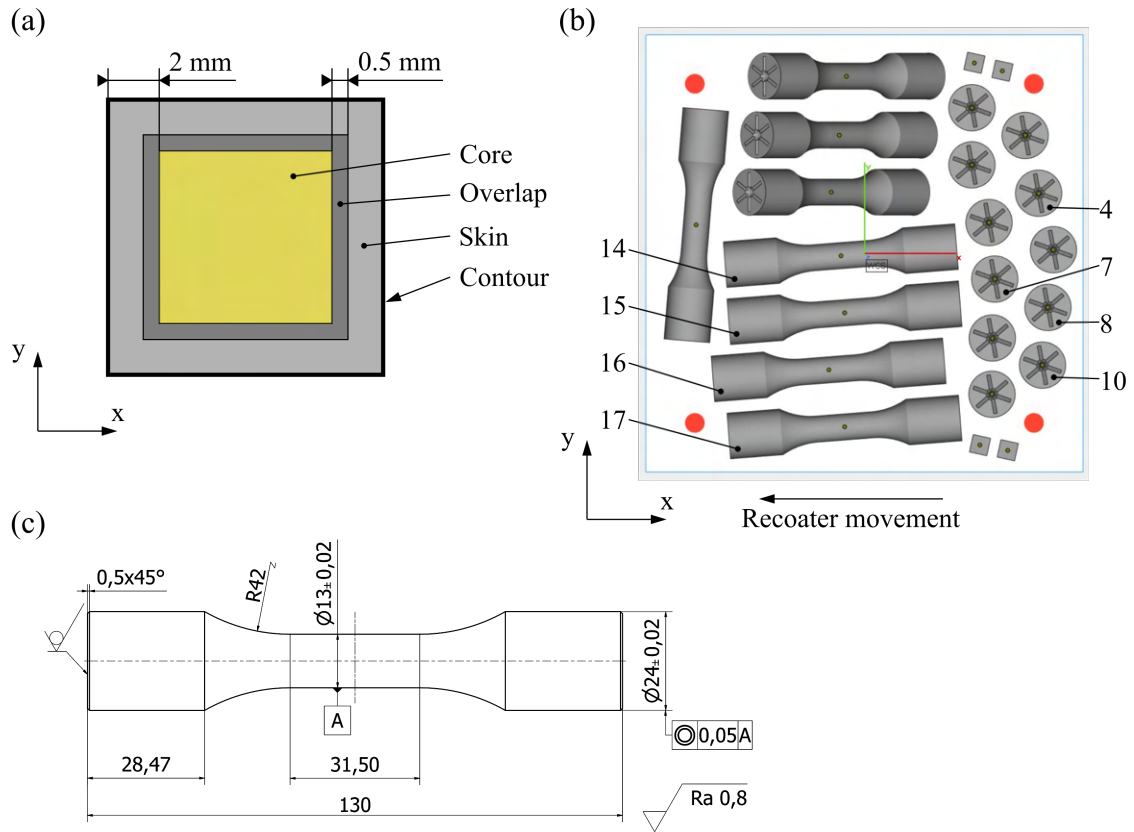 (a)
2 mm
0.5 mm
Core
Overlap
Skin
Contour
y
x
(b)
4
7
8
10
14
15
16
17
y
x
WCS
y
x
Recoater movement
(c)
0,5x45°
R42
Ø13±0,02
Ø24±0,02
A
0,05 A
28,47
31,50
130
Ra 0,8